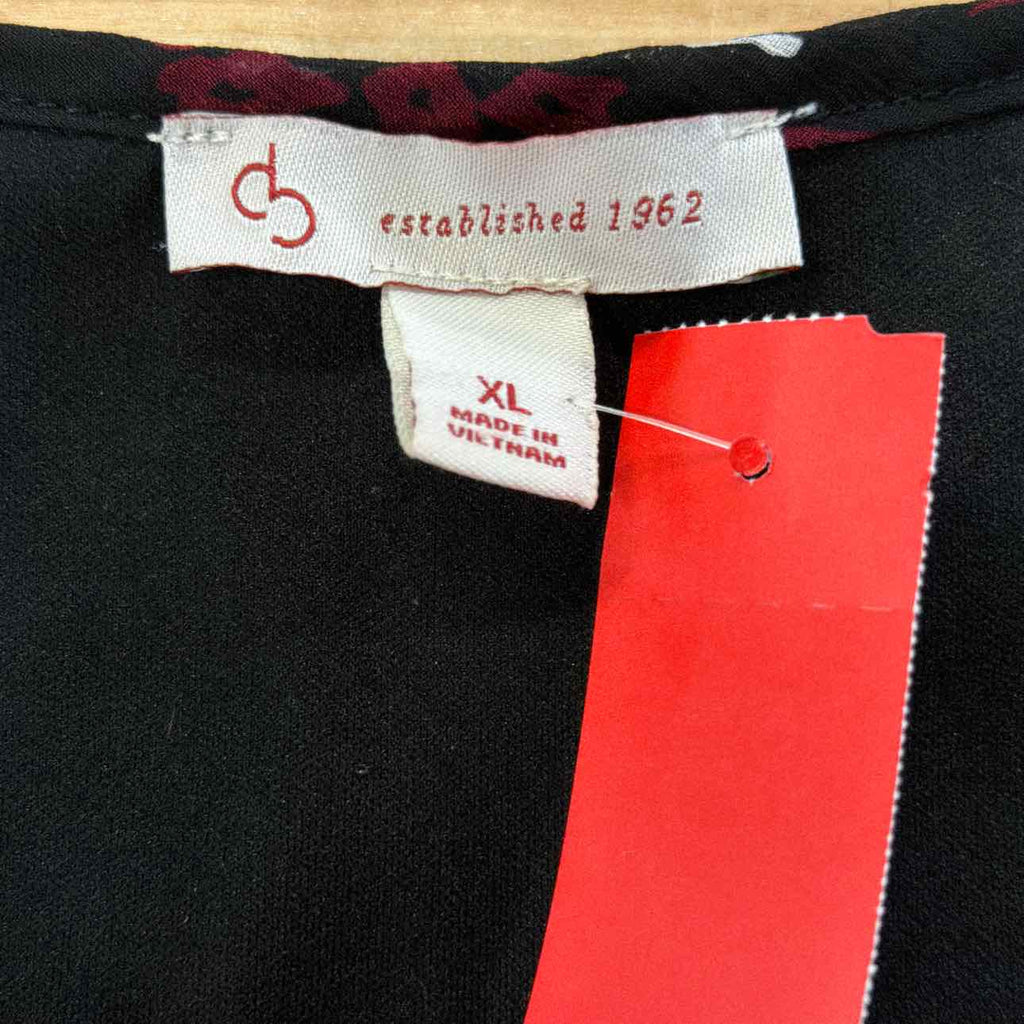 cb
established 1962
XL
MADE IN
VIETNAM